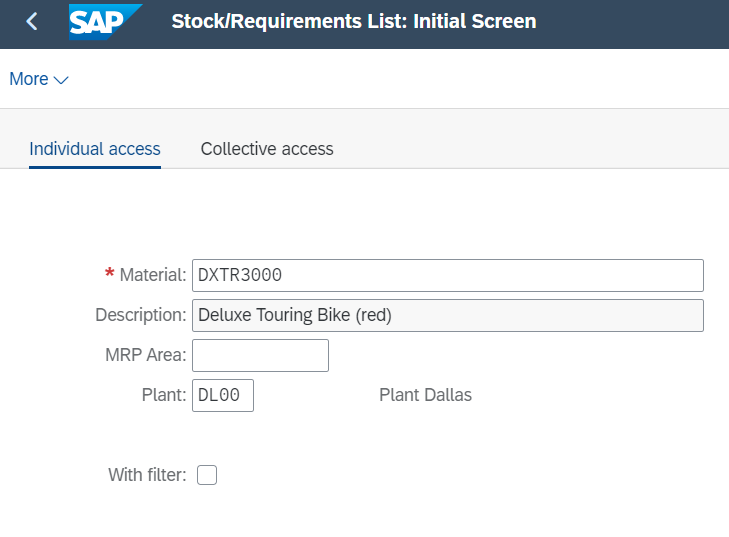 SAP Stock/Requirements List: Initial Screen
More
Individual access Collective access
* Material: DXTR3000
Description: Deluxe Touring Bike (red)
MRP Area:
Plant: DL00 Plant Dallas
With filter: